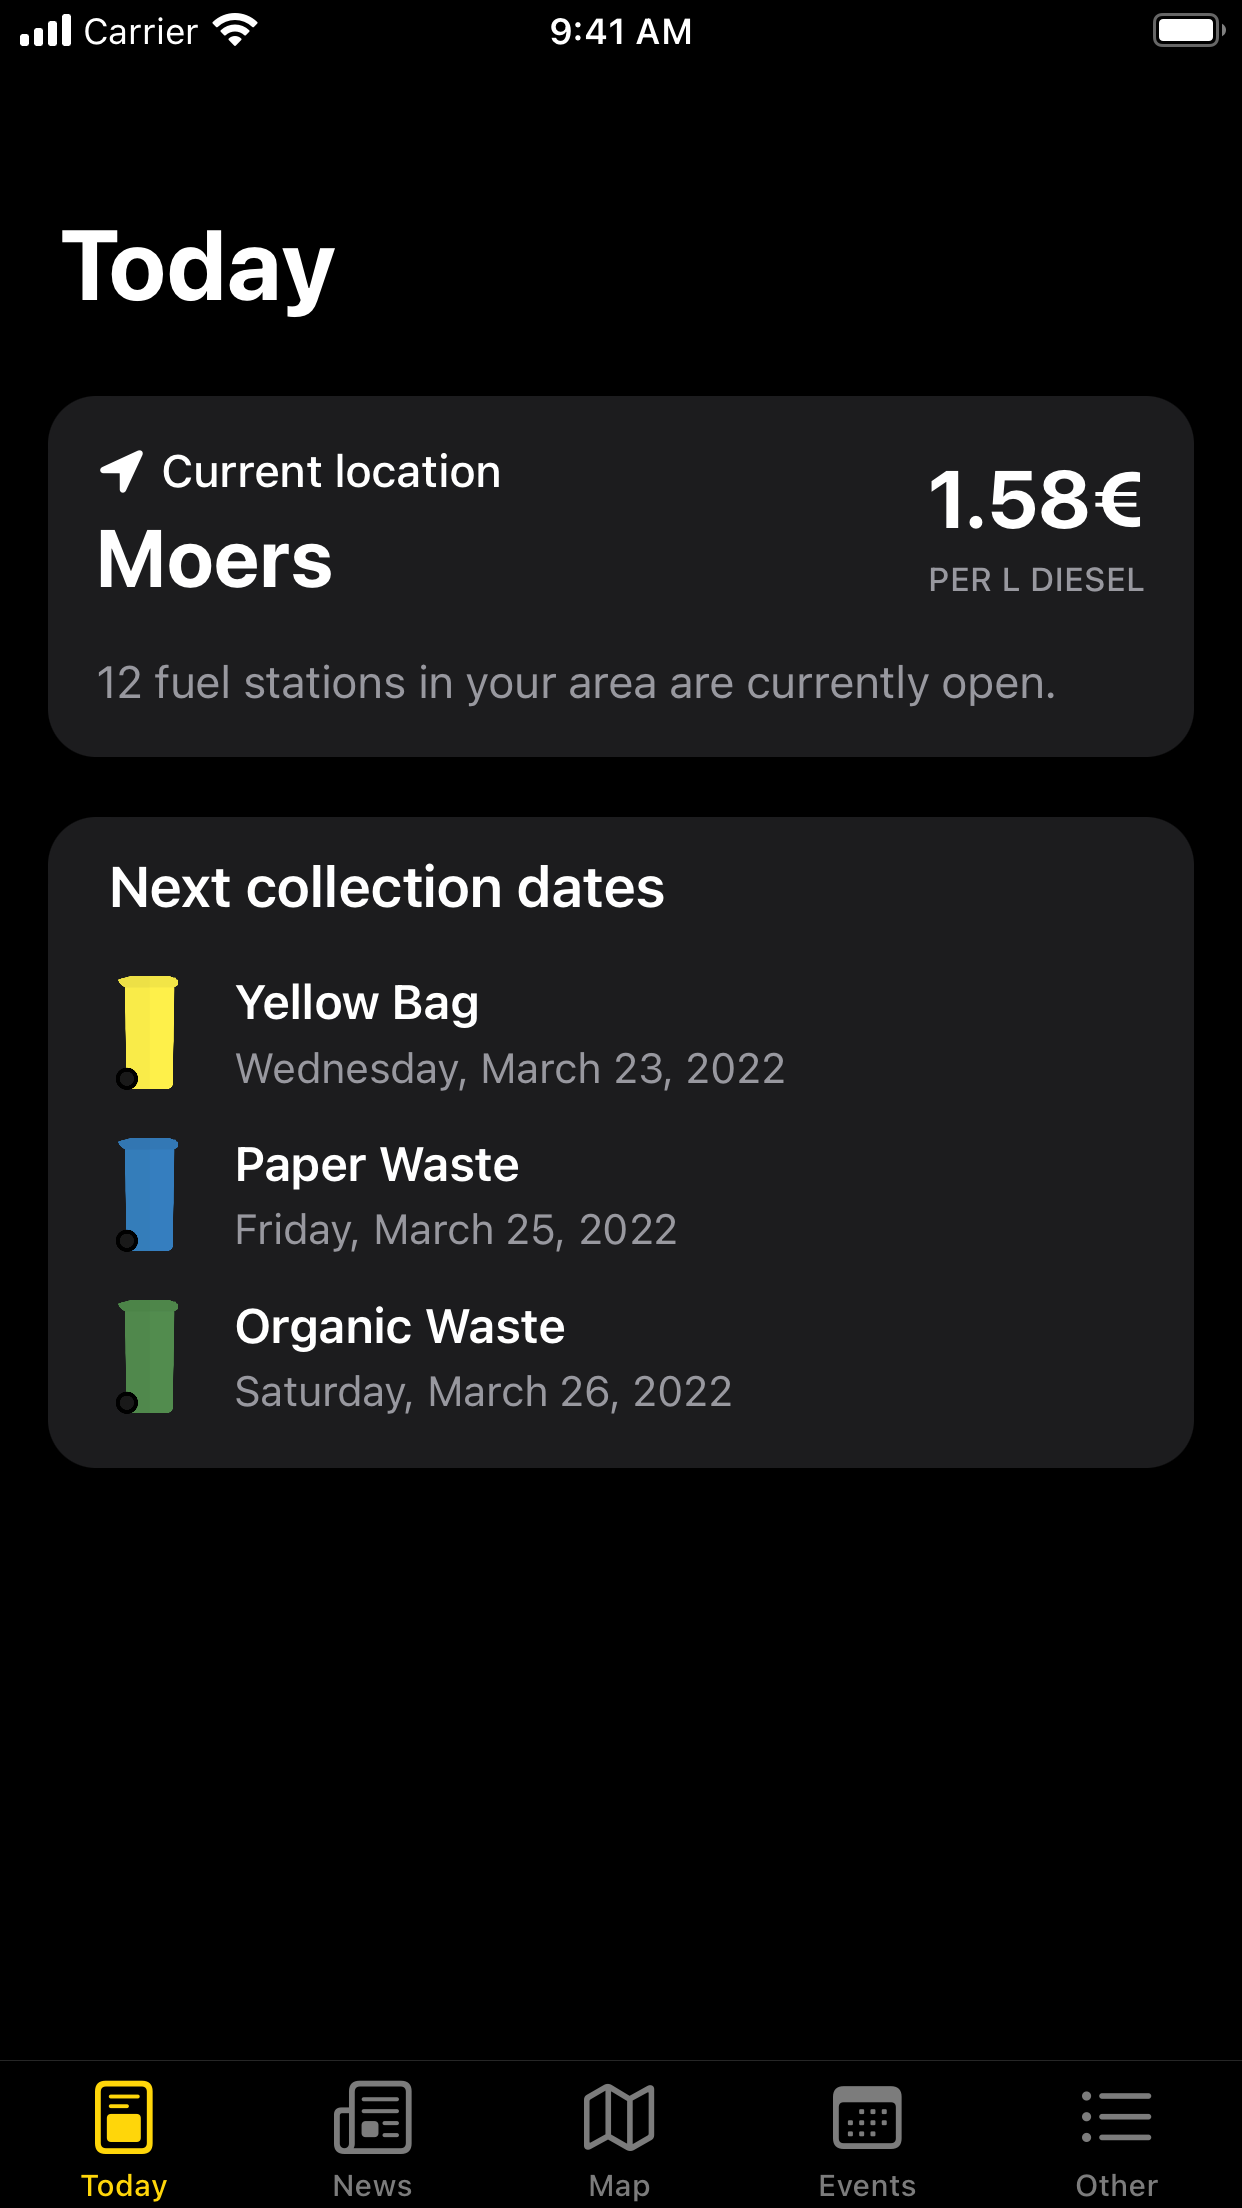 Carrier 9:41 AM
Today
Current location
Moers
1.58€
PER L DIESEL
12 fuel stations in your area are currently open.
Next collection dates
Yellow Bag
Wednesday, March 23, 2022
Paper Waste
Friday, March 25, 2022
Organic Waste
Saturday, March 26, 2022
Today News Map Events Other